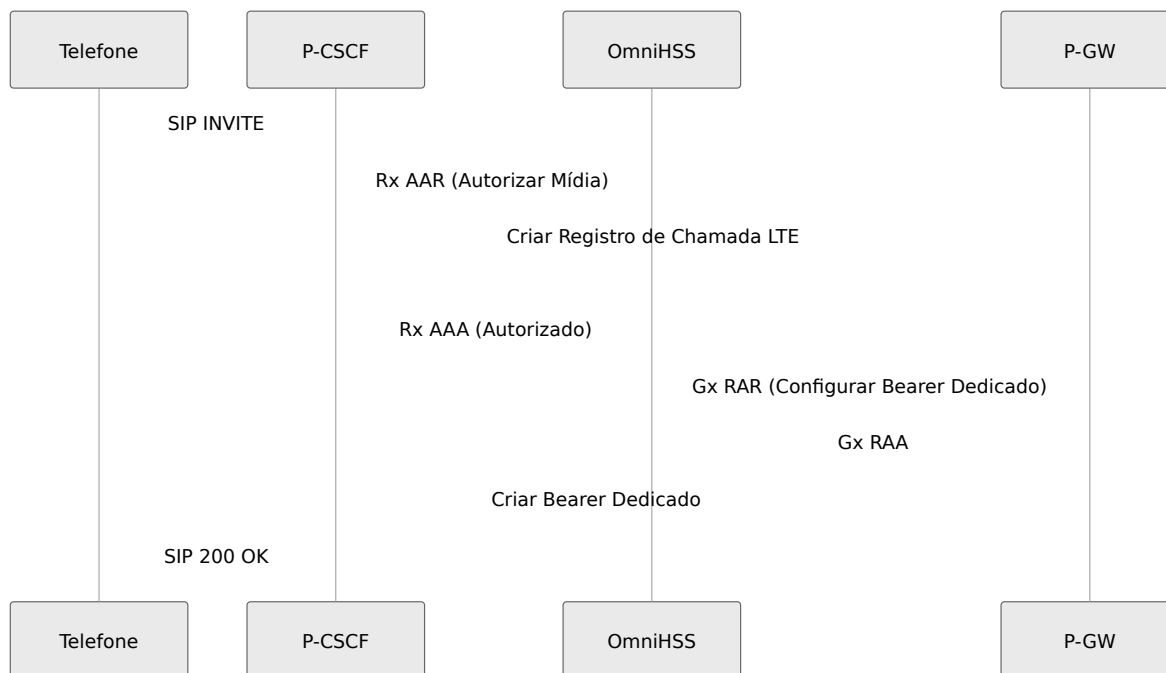 Telefone
P-CSCF
OmniHSS
P-GW
SIP INVITE
Rx AAR (Autorizar Mídia)
Criar Registro de Chamada LTE
Rx AAA (Autorizado)
Gx RAR (Configurar Bearer Dedicado)
Gx RAA
Criar Bearer Dedicado
SIP 200 OK
Telefone
P-CSCF
OmniHSS
P-GW